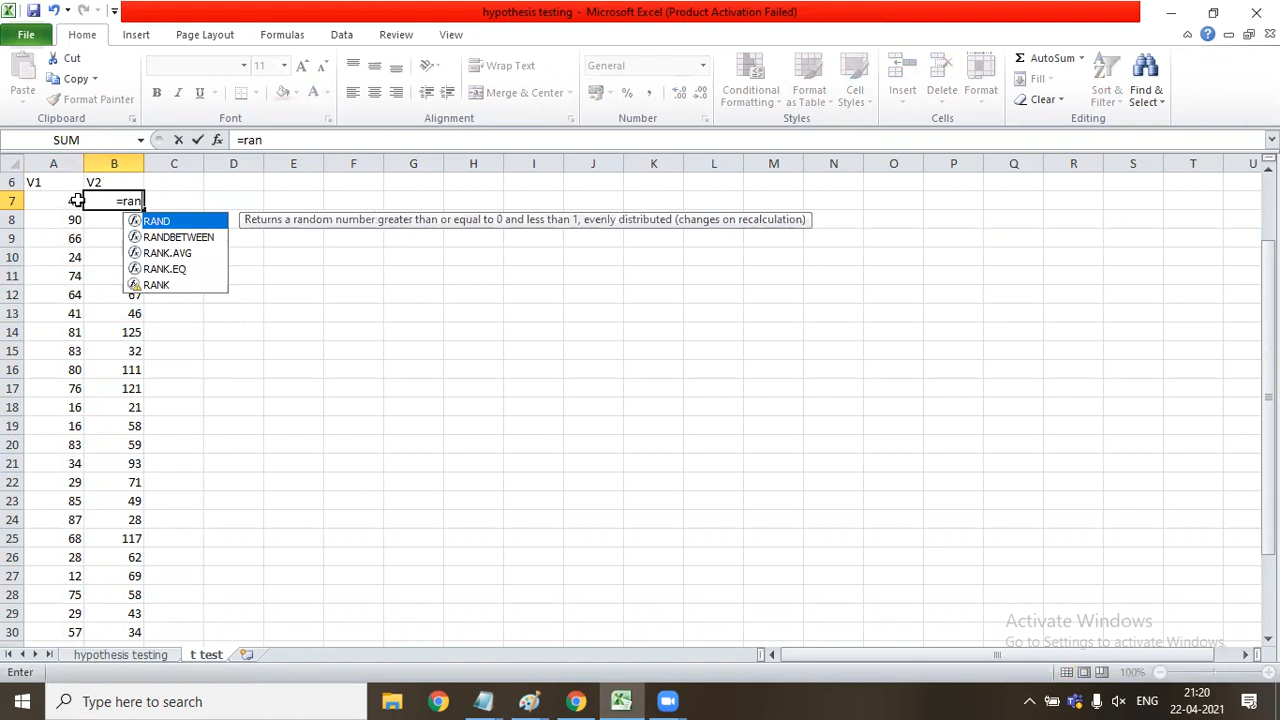 hypothesis testing - Microsoft Excel (Product Activation Failed)
File Home Insert Page Layout Formulas Data Review View
Paste Cut Copy Format Painter Clipboard
11 B I U Font
Wrap Text Merge & Center Alignment
General % , Number
Conditional Formatting Format as Table Cell Styles Styles
Insert Delete Format Cells
AutoSum Fill Clear Sort & Filter Find & Select Editing
SUM fx =ran
A B C D E F G H I J K L M N O P Q R S T U
6 V1 V2
7 =ran
8 90 RAND Returns a random number greater than or equal to 0 and less than 1, evenly distributed (changes on recalculation)
9 66 RANDBETWEEN
10 24 RANK.AVG
11 74 RANK.EQ
RANK
12 64 67
13 41 46
14 81 125
15 83 32
16 80 111
17 76 121
18 16 21
19 16 58
20 83 59
21 34 93
22 29 71
23 85 49
24 87 28
25 68 117
26 28 62
27 12 69
28 75 58
29 29 43
30 57 34
Activate Windows
Go to Settings to activate Windows.
hypothesis testing t test
Enter 100%
Type here to search
ENG 21:20
22-04-2021